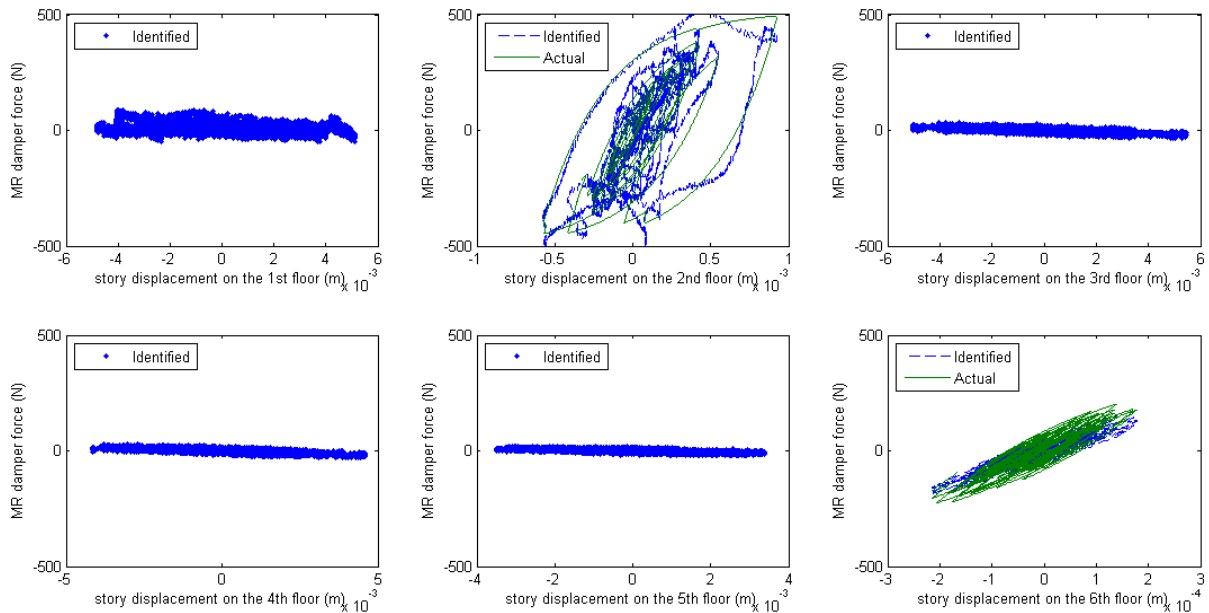 500
0
-500
MR damper force (N)
Identified
-6 -4 -2 0 2 4 6
x 10⁻³
story displacement on the 1st floor (m)
500
0
-500
MR damper force (N)
Identified
Actual
-1 -0.5 0 0.5 1
x 10⁻³
story displacement on the 2nd floor (m)
500
0
-500
MR damper force (N)
Identified
-6 -4 -2 0 2 4 6
x 10⁻³
story displacement on the 3rd floor (m)
500
0
-500
MR damper force (N)
Identified
-5 0 5
x 10⁻³
story displacement on the 4th floor (m)
500
0
-500
MR damper force (N)
Identified
-4 -2 0 2 4
x 10⁻³
story displacement on the 5th floor (m)
500
0
-500
MR damper force (N)
Identified
Actual
-3 -2 -1 0 1 2 3
x 10⁻⁴
story displacement on the 6th floor (m)